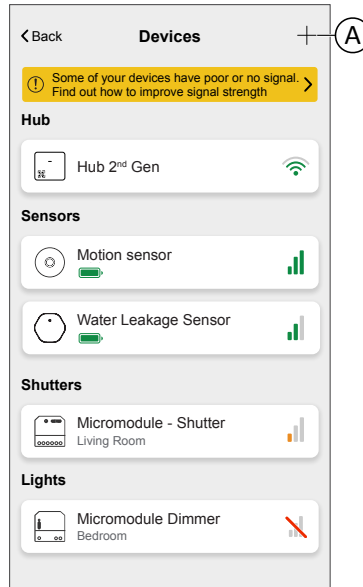 Back
Devices
A
Some of your devices have poor or no signal.
Find out how to improve signal strength
Hub
Hub 2nd Gen
Sensors
Motion sensor
Water Leakage Sensor
Shutters
Micromodule - Shutter
Living Room
Lights
Micromodule Dimmer
Bedroom